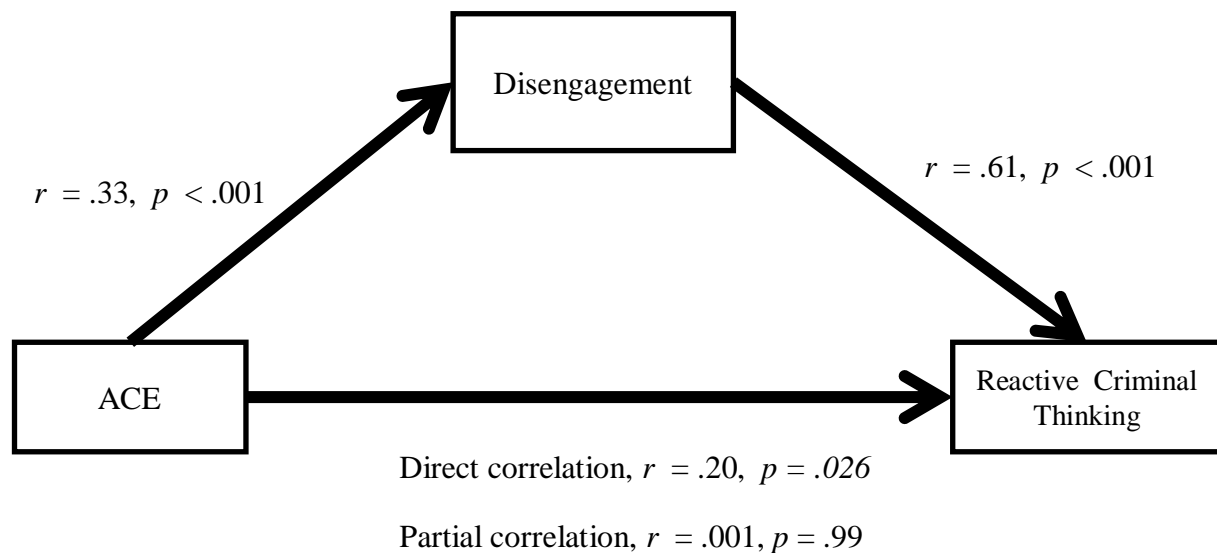 Disengagement
r = .33, p < .001
r = .61, p < .001
ACE
Reactive Criminal
Thinking
Direct correlation, r = .20, p = .026
Partial correlation, r = .001, p = .99